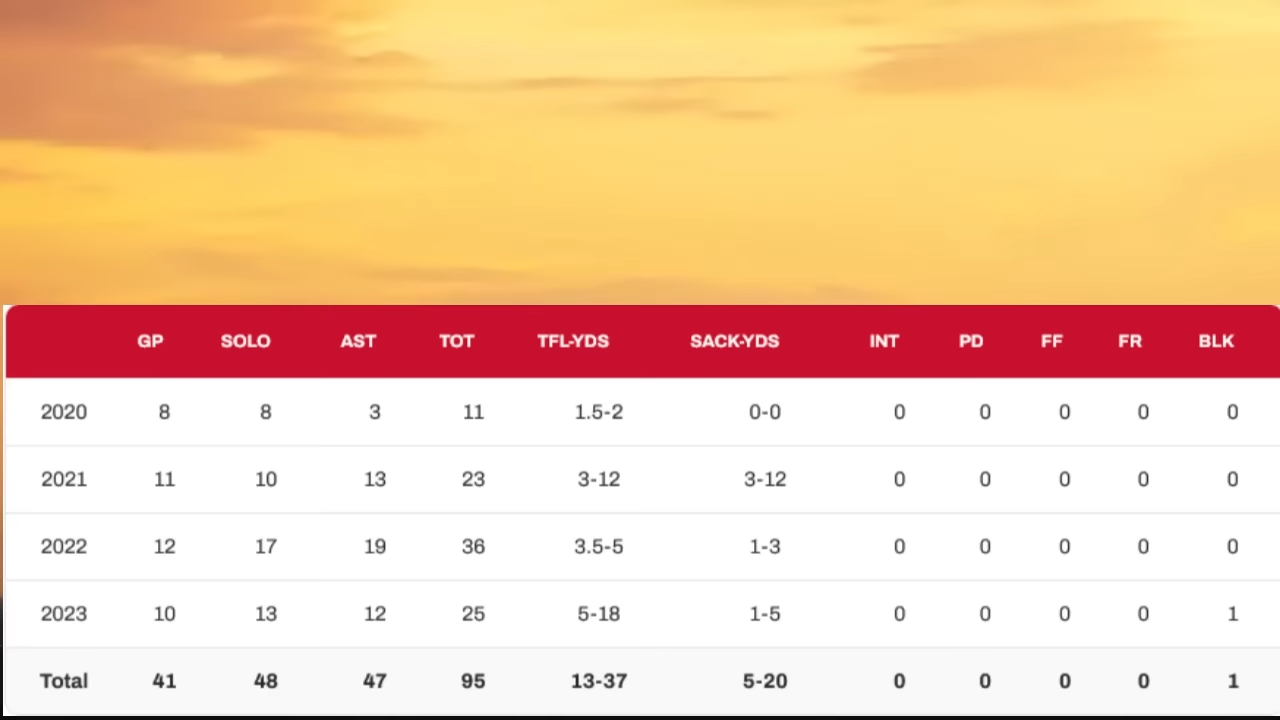 GP SOLO AST TOT TFL-YDS SACK-YDS INT PD FF FR BLK
2020 8 8 3 11 1.5-2 0-0 0 0 0 0 0
2021 11 10 13 23 3-12 3-12 0 0 0 0 0
2022 12 17 19 36 3.5-5 1-3 0 0 0 0 0
2023 10 13 12 25 5-18 1-5 0 0 0 0 1
Total 41 48 47 95 13-37 5-20 0 0 0 0 1